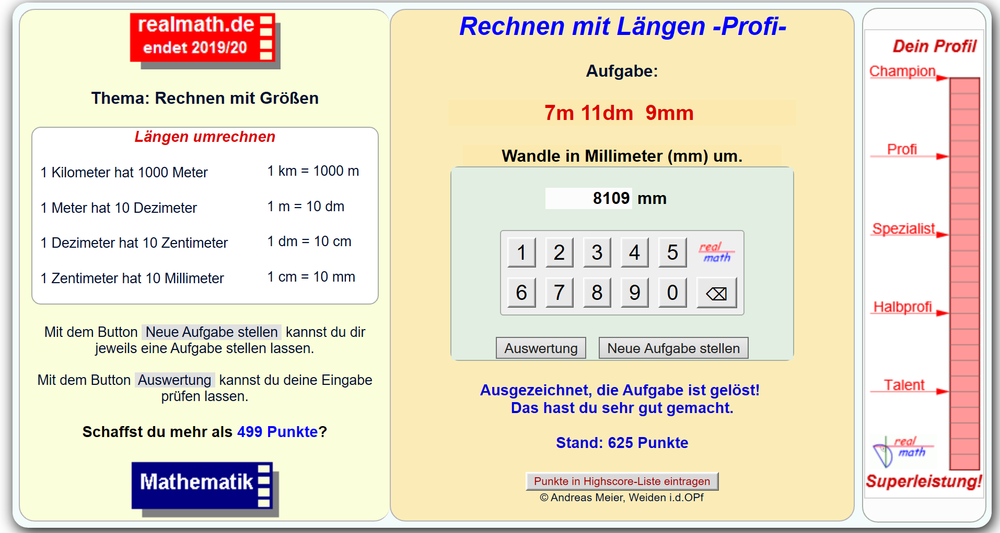 realmath.de
endet 2019/20
Thema: Rechnen mit Größen
Längen umrechnen
1 Kilometer hat 1000 Meter 1 km = 1000 m
1 Meter hat 10 Dezimeter 1 m = 10 dm
1 Dezimeter hat 10 Zentimeter 1 dm = 10 cm
1 Zentimeter hat 10 Millimeter 1 cm = 10 mm
Mit dem Button Neue Aufgabe stellen kannst du dir
jeweils eine Aufgabe stellen lassen.
Mit dem Button Auswertung kannst du deine Eingabe
prüfen lassen.
Schaffst du mehr als 499 Punkte?
Mathematik
Rechnen mit Längen -Profi-
Aufgabe:
7m 11dm 9mm
Wandle in Millimeter (mm) um.
8109 mm
1 2 3 4 5 real
math
6 7 8 9 0 ⌫
Auswertung Neue Aufgabe stellen
Ausgezeichnet, die Aufgabe ist gelöst!
Das hast du sehr gut gemacht.
Stand: 625 Punkte
Punkte in Highscore-Liste eintragen
© Andreas Meier, Weiden i.d.OPf
Dein Profil
Champion
Profi
Spezialist
Halbprofi
Talent
real
math
Superleistung!